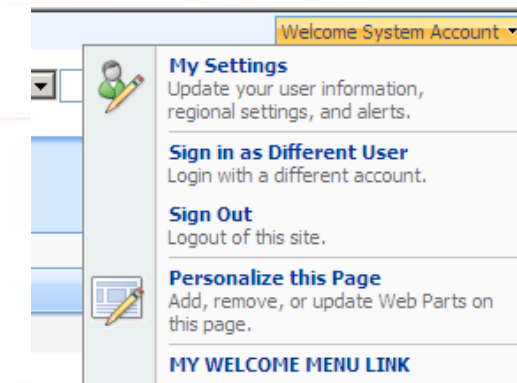 Welcome System Account
My Settings
Update your user information,
regional settings, and alerts.
Sign in as Different User
Login with a different account.
Sign Out
Logout of this site.
Personalize this Page
Add, remove, or update Web Parts on
this page.
MY WELCOME MENU LINK